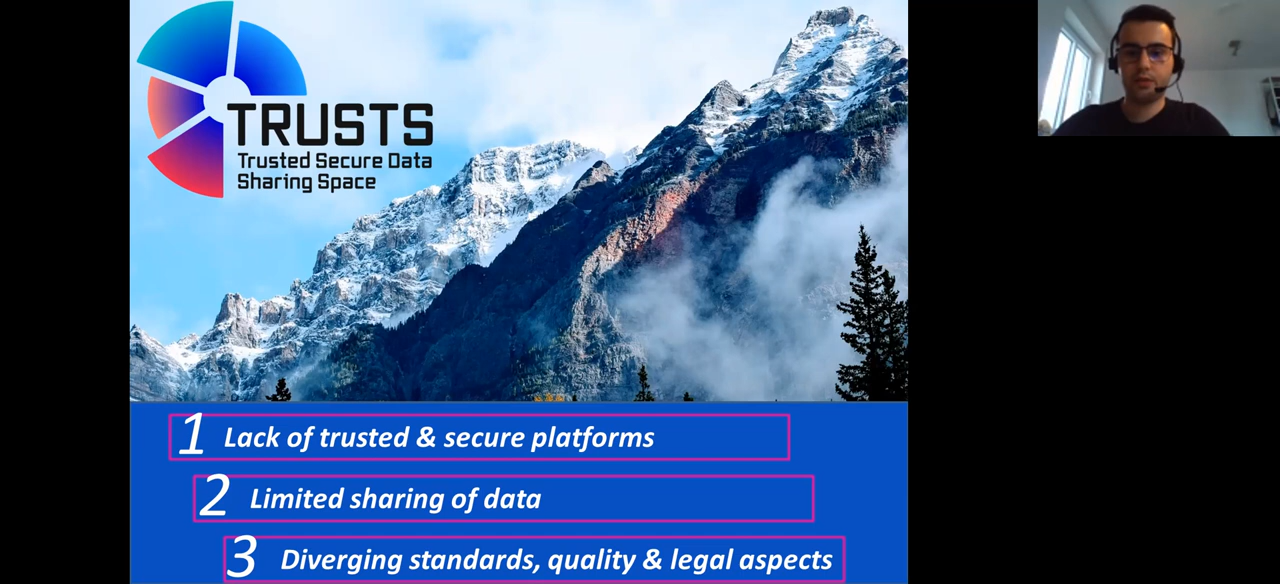 TRUSTS
Trusted Secure Data
Sharing Space
1 Lack of trusted & secure platforms
2 Limited sharing of data
3 Diverging standards, quality & legal aspects